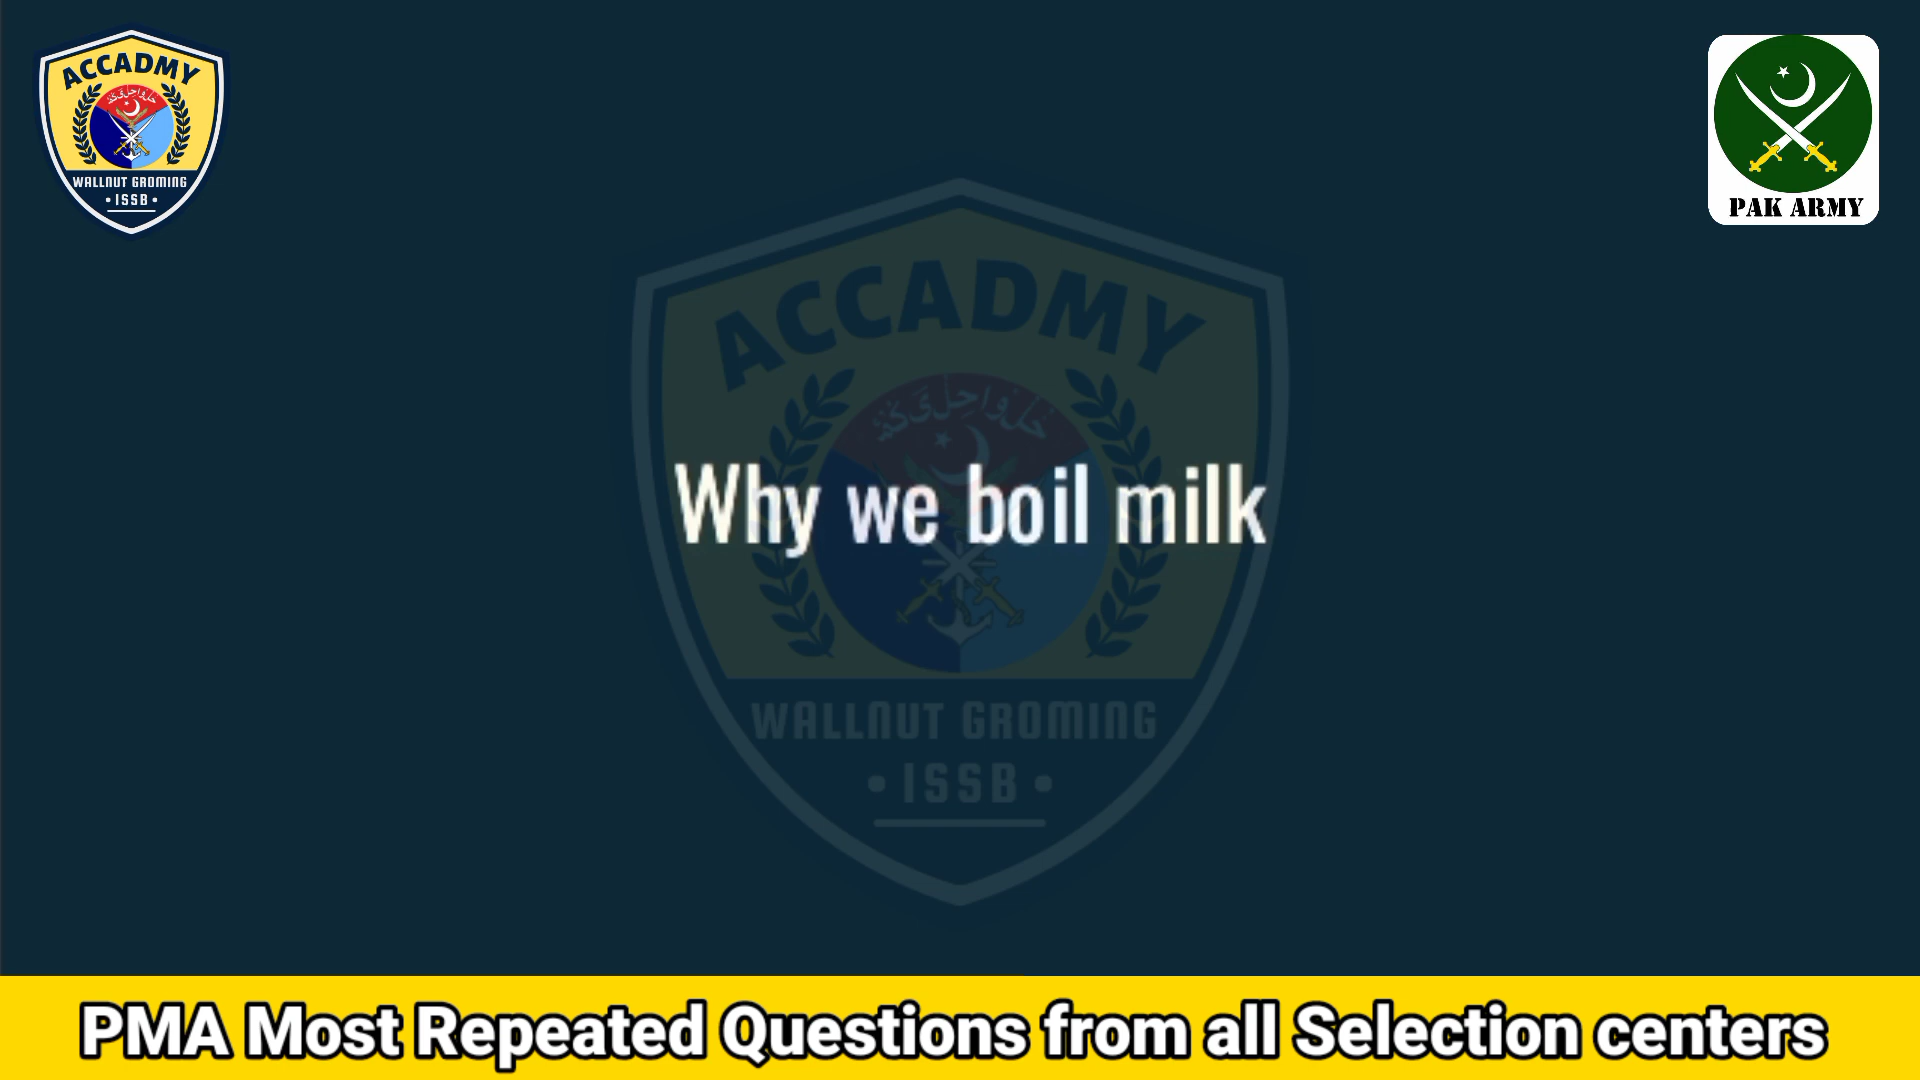 ACCADMY
WALLNUT GROMING
• ISSB •
PAK ARMY
ACCADMY
Why we boil milk
WALLNUT GROMING
• ISSB •
PMA Most Repeated Questions from all Selection centers